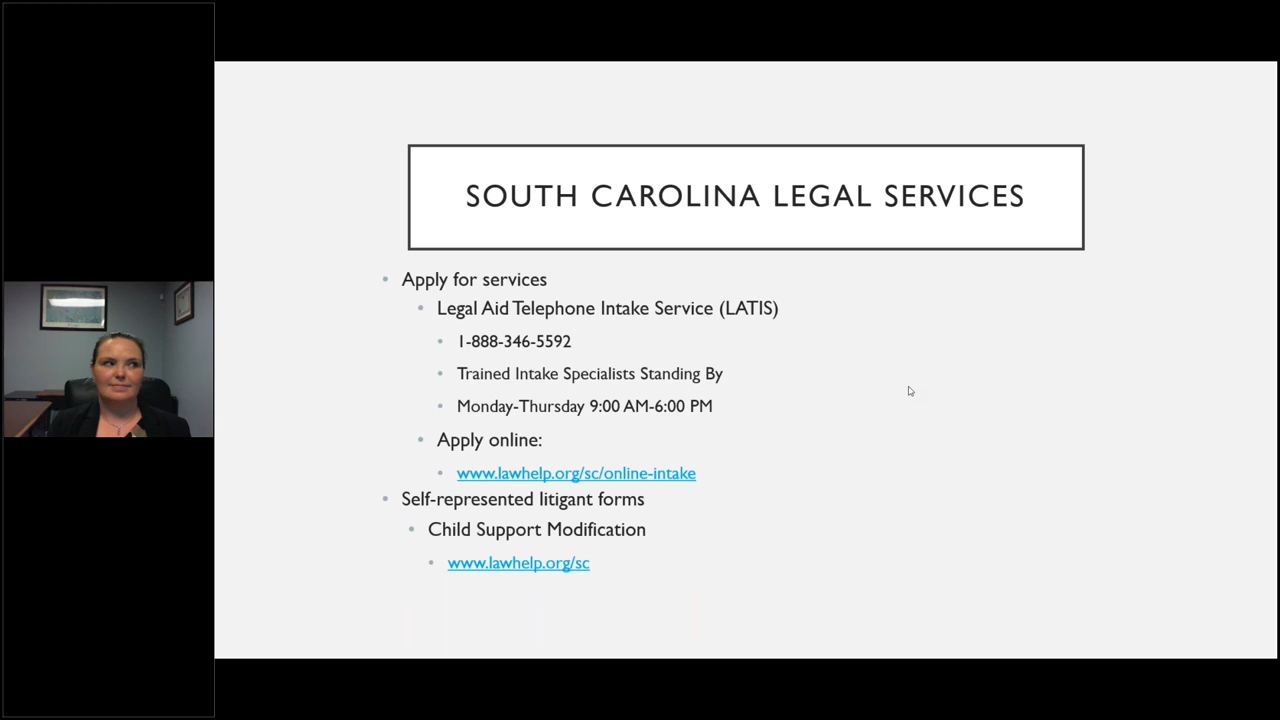 SOUTH CAROLINA LEGAL SERVICES
Apply for services
Legal Aid Telephone Intake Service (LATIS)
1-888-346-5592
Trained Intake Specialists Standing By
Monday-Thursday 9:00 AM-6:00 PM
Apply online:
www.lawhelp.org/sc/online-intake
Self-represented litigant forms
Child Support Modification
www.lawhelp.org/sc